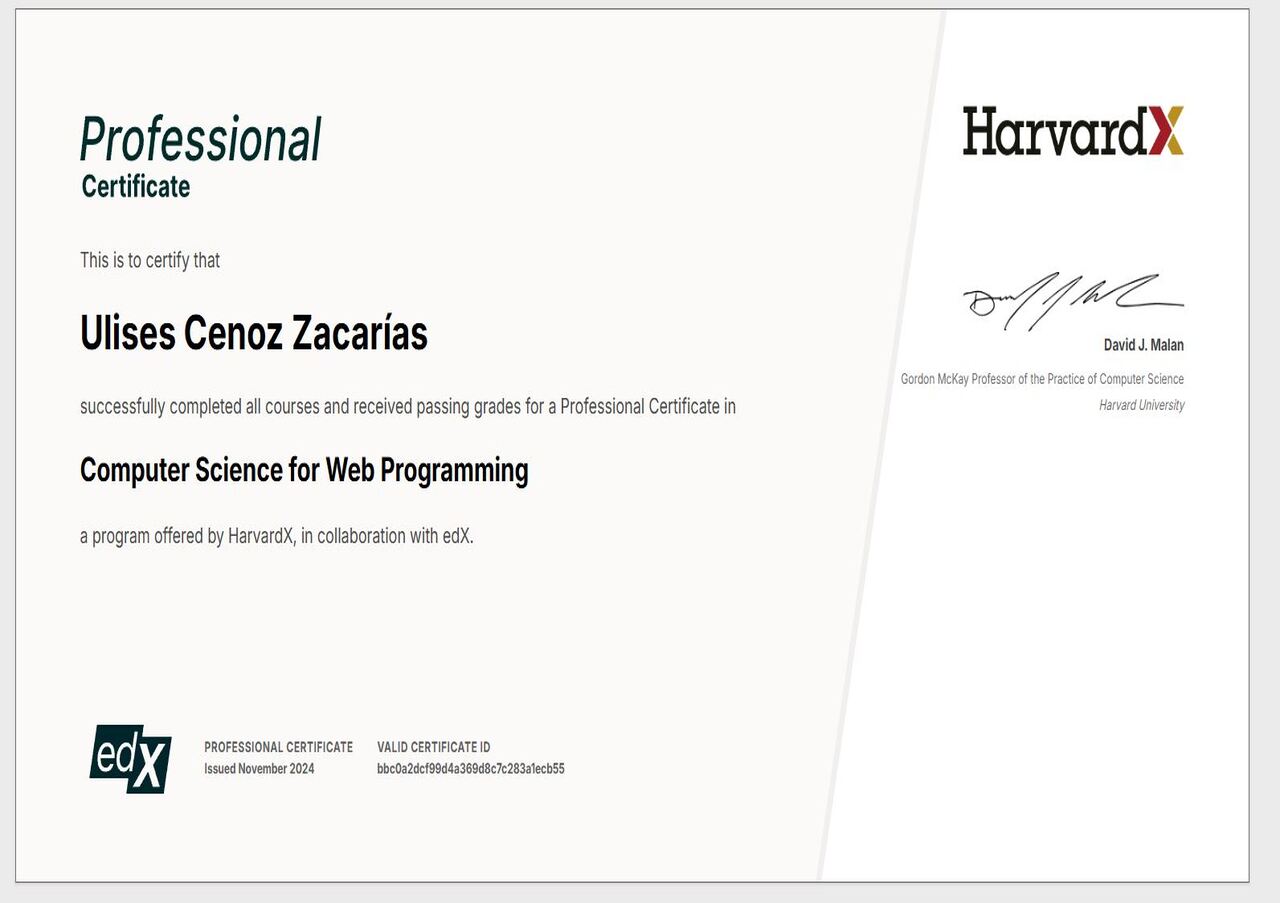 Professional
Certificate
This is to certify that
Ulises Cenoz Zacarías
successfully completed all courses and received passing grades for a Professional Certificate in
Computer Science for Web Programming
a program offered by HarvardX, in collaboration with edX.
edX
PROFESSIONAL CERTIFICATE
Issued November 2024
VALID CERTIFICATE ID
bbc0a2dcf99d4a369d8c7c283a1ecb55
HarvardX
David J. Malan
Gordon McKay Professor of the Practice of Computer Science
Harvard University